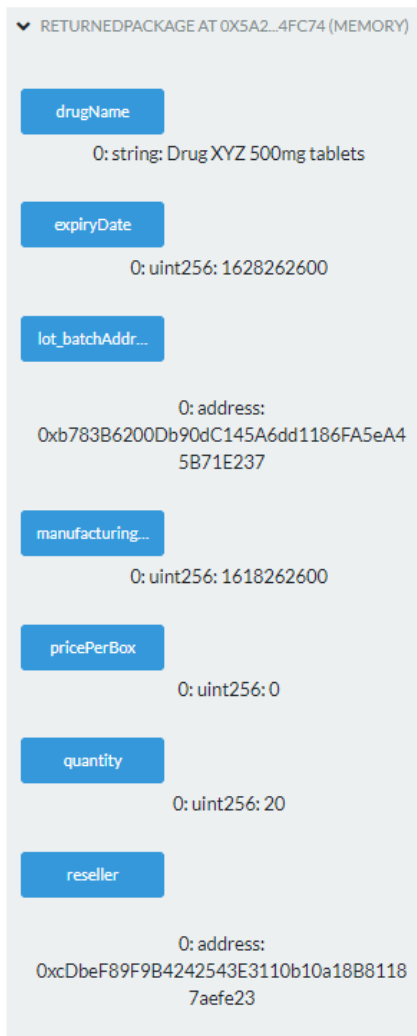 RETURNEDPACKAGE AT 0X5A2...4FC74 (MEMORY)
drugName
0: string: Drug XYZ 500mg tablets
expiryDate
0: uint256: 1628262600
lot_batchAddr...
0: address:
0xb783B6200Db90dC145A6dd1186FA5eA4
5B71E237
manufacturing...
0: uint256: 1618262600
pricePerBox
0: uint256: 0
quantity
0: uint256: 20
reseller
0: address:
0xcDbeF89F9B4242543E3110b10a18B8118
7aefe23